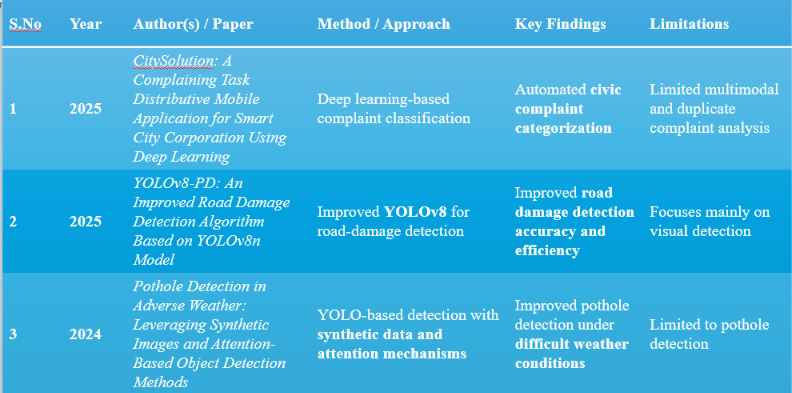 S.No Year Author(s) / Paper Method / Approach Key Findings Limitations
1
2025
CitySolution: A
Complaining Task
Distributive Mobile
Application for Smart
City Corporation Using
Deep Learning
Deep learning-based
complaint classification
Automated civic
complaint
categorization
Limited multimodal
and duplicate
complaint analysis
2
2025
YOLOv8-PD: An
Improved Road Damage
Detection Algorithm
Based on YOLOv8n
Model
Improved YOLOv8 for
road-damage detection
Improved road
damage detection
accuracy and
efficiency
Focuses mainly on
visual detection
3
2024
Pothole Detection in
Adverse Weather:
Leveraging Synthetic
Images and Attention-
Based Object Detection
Methods
YOLO-based detection with
synthetic data and
attention mechanisms
Improved pothole
detection under
difficult weather
conditions
Limited to pothole
detection